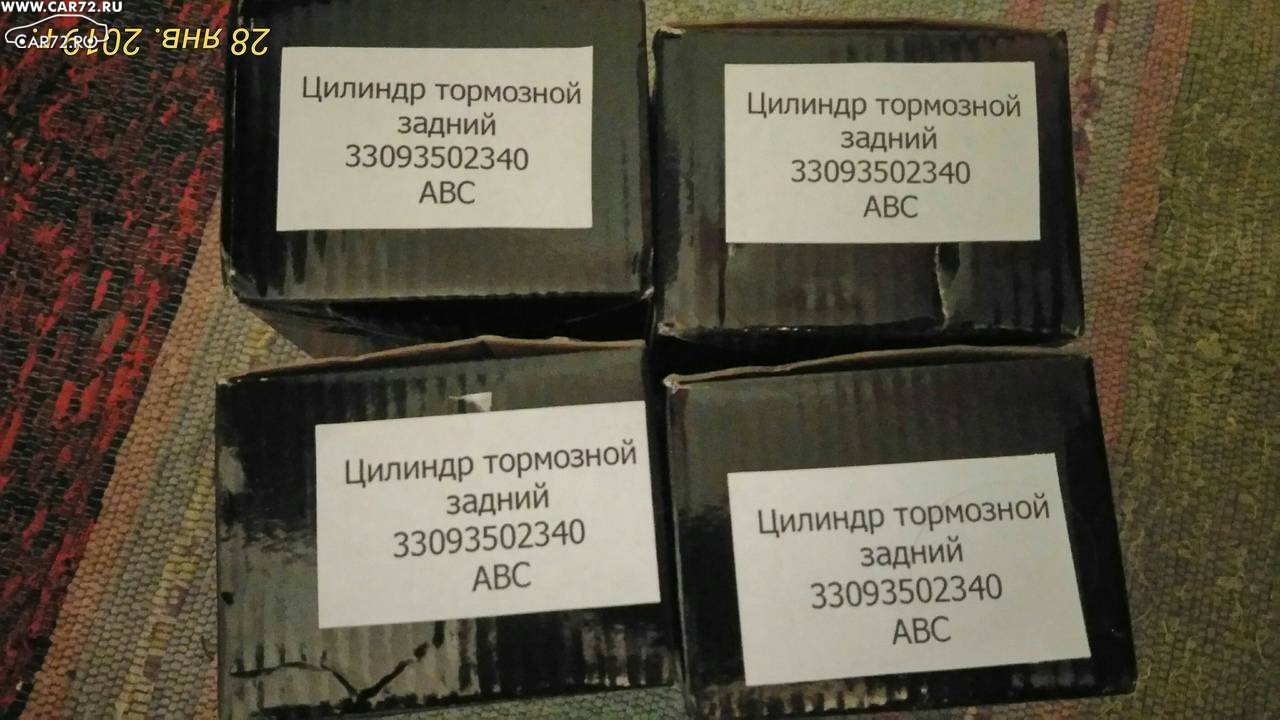 WWW.CAR72.RU
CAR72.RU
28 янв. 2019 г.
Цилиндр тормозной
задний
33093502340
АВС
Цилиндр тормозной
задний
33093502340
АВС
Цилиндр тормозной
задний
33093502340
АВС
Цилиндр тормозной
задний
33093502340
АВС